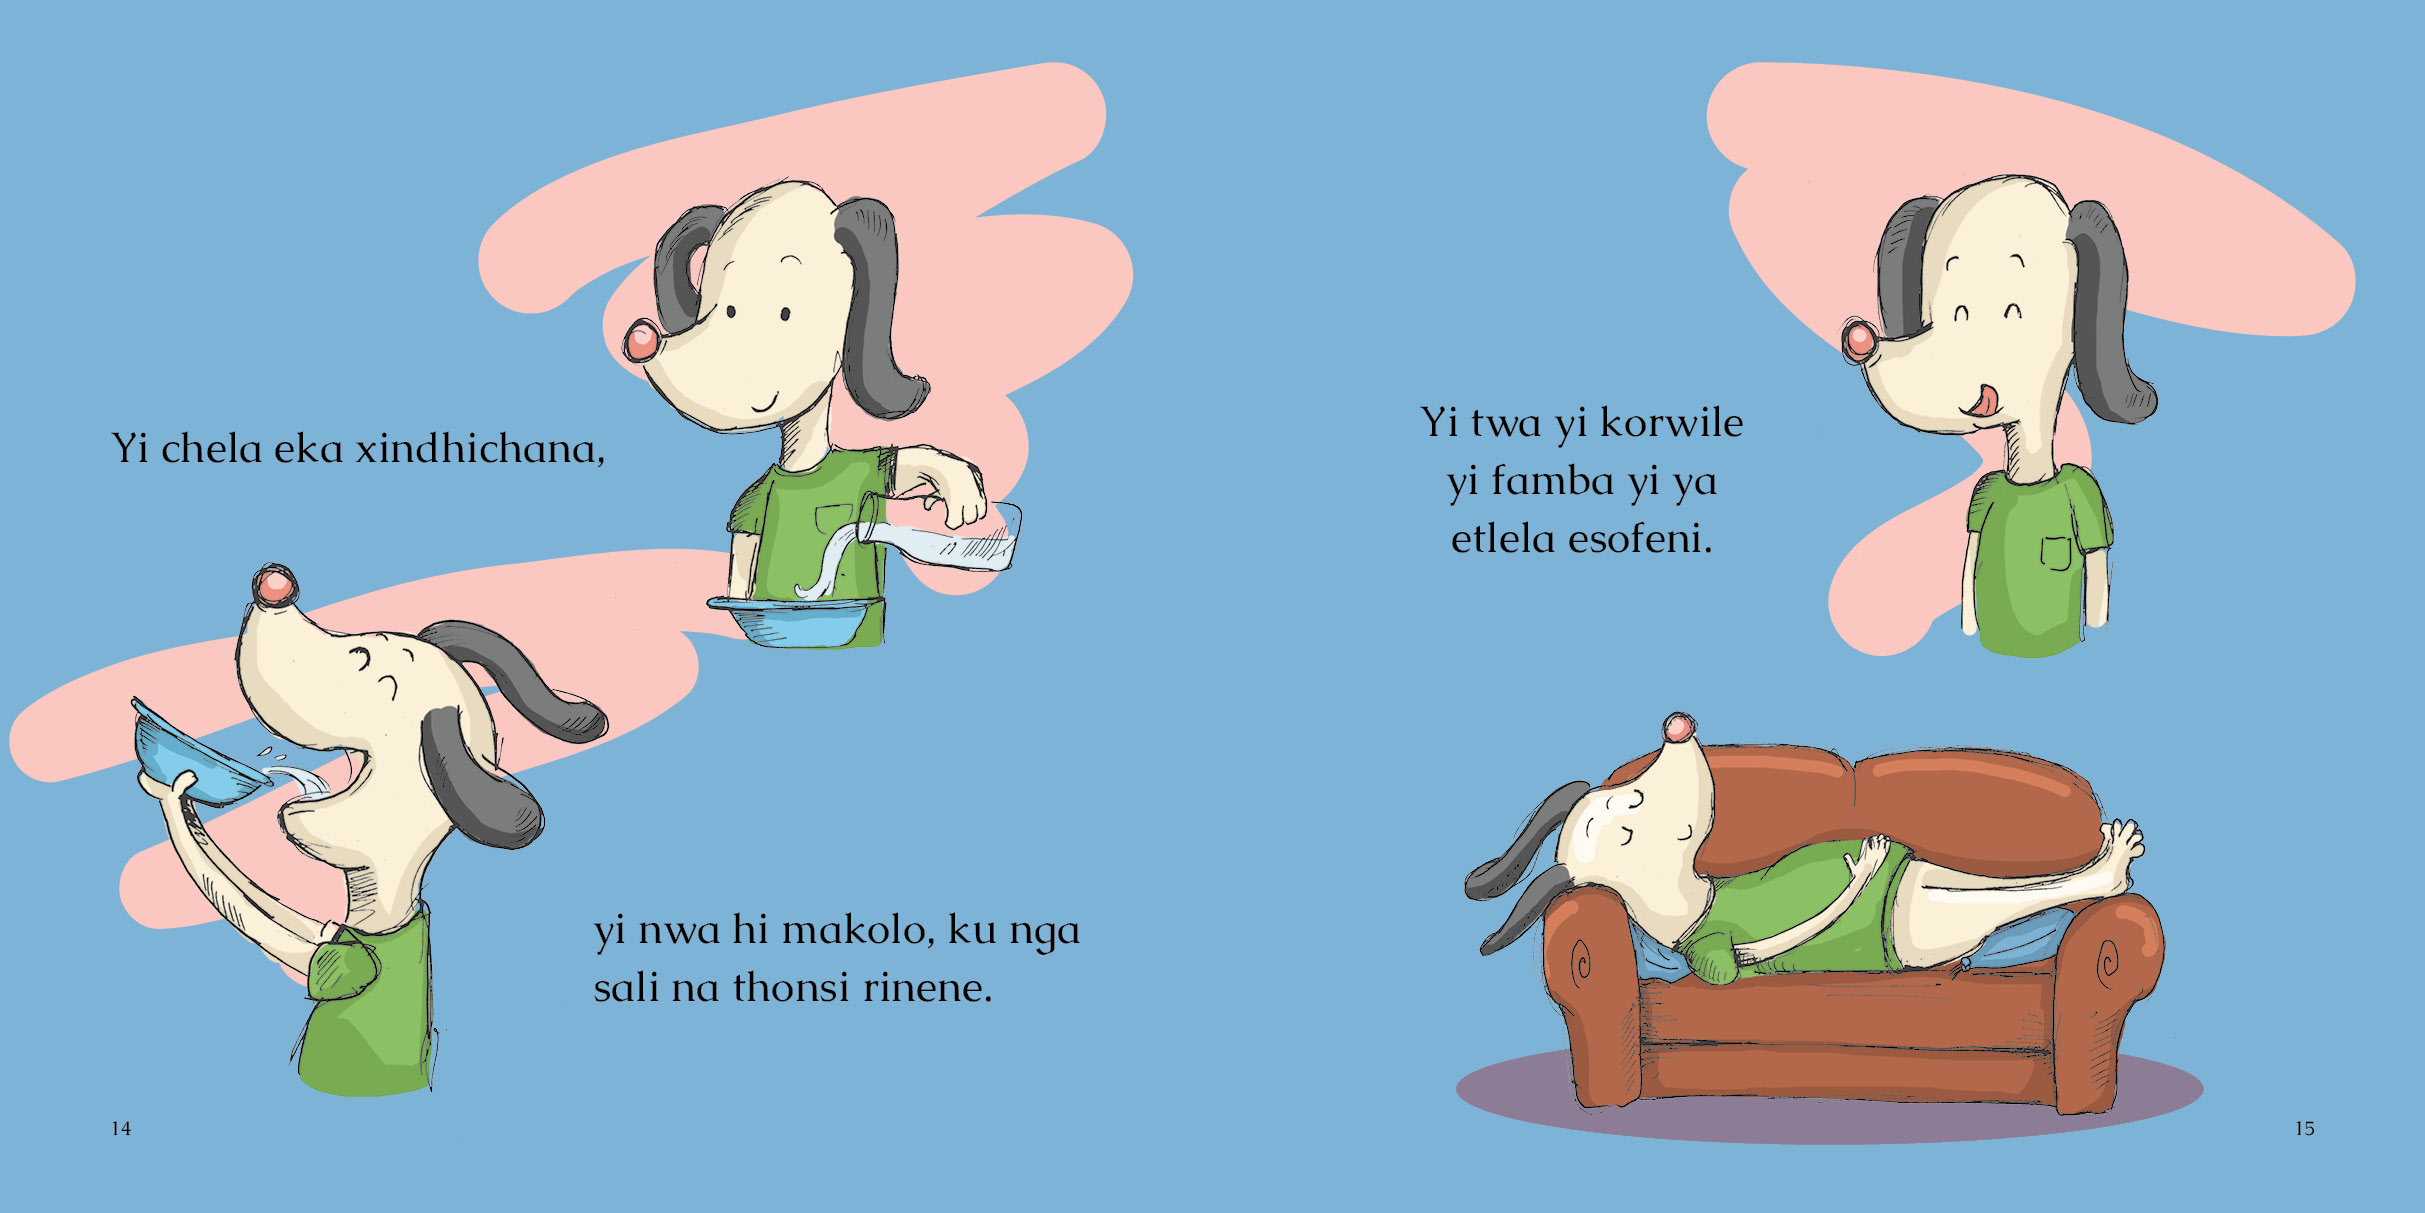 Yi chela eka xindhichana,
yi nwa hi makolo, ku nga
sali na thonsi rinene.
14
Yi twa yi korwile
yi famba yi ya
etlela esofeni.
15